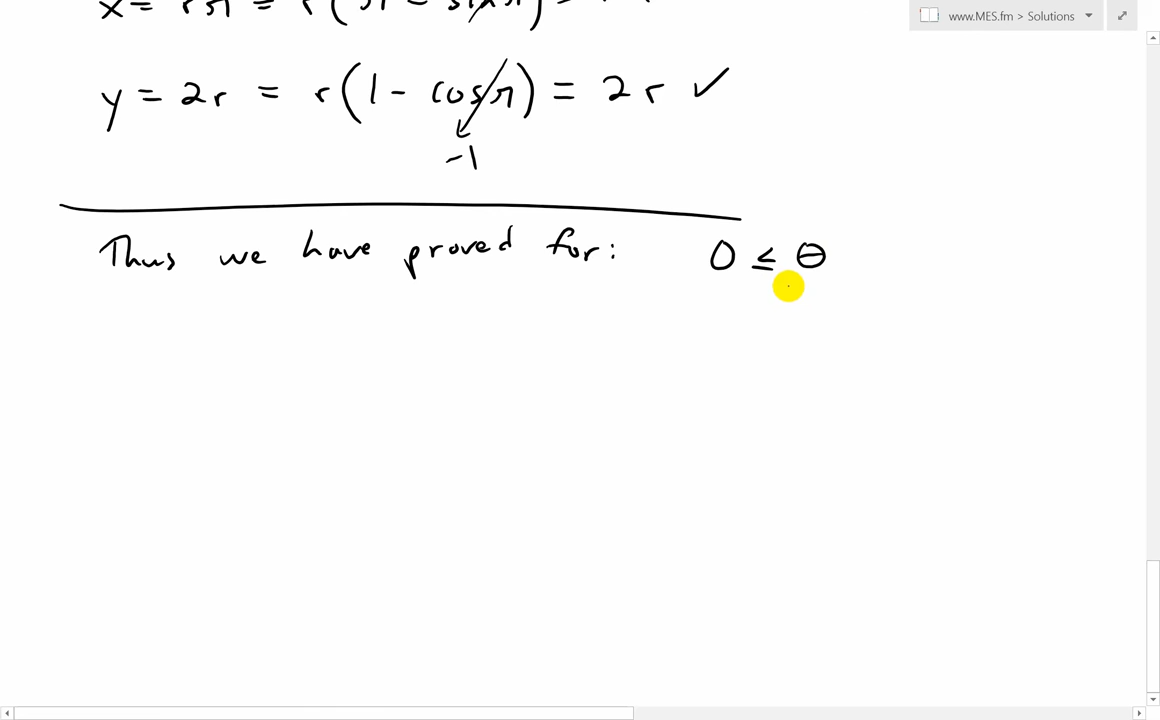 www.MES.fm > Solutions
y = 2r = r(1 - cos π) = 2r ✓
-1
Thus we have proved for: 0 ≤ θ